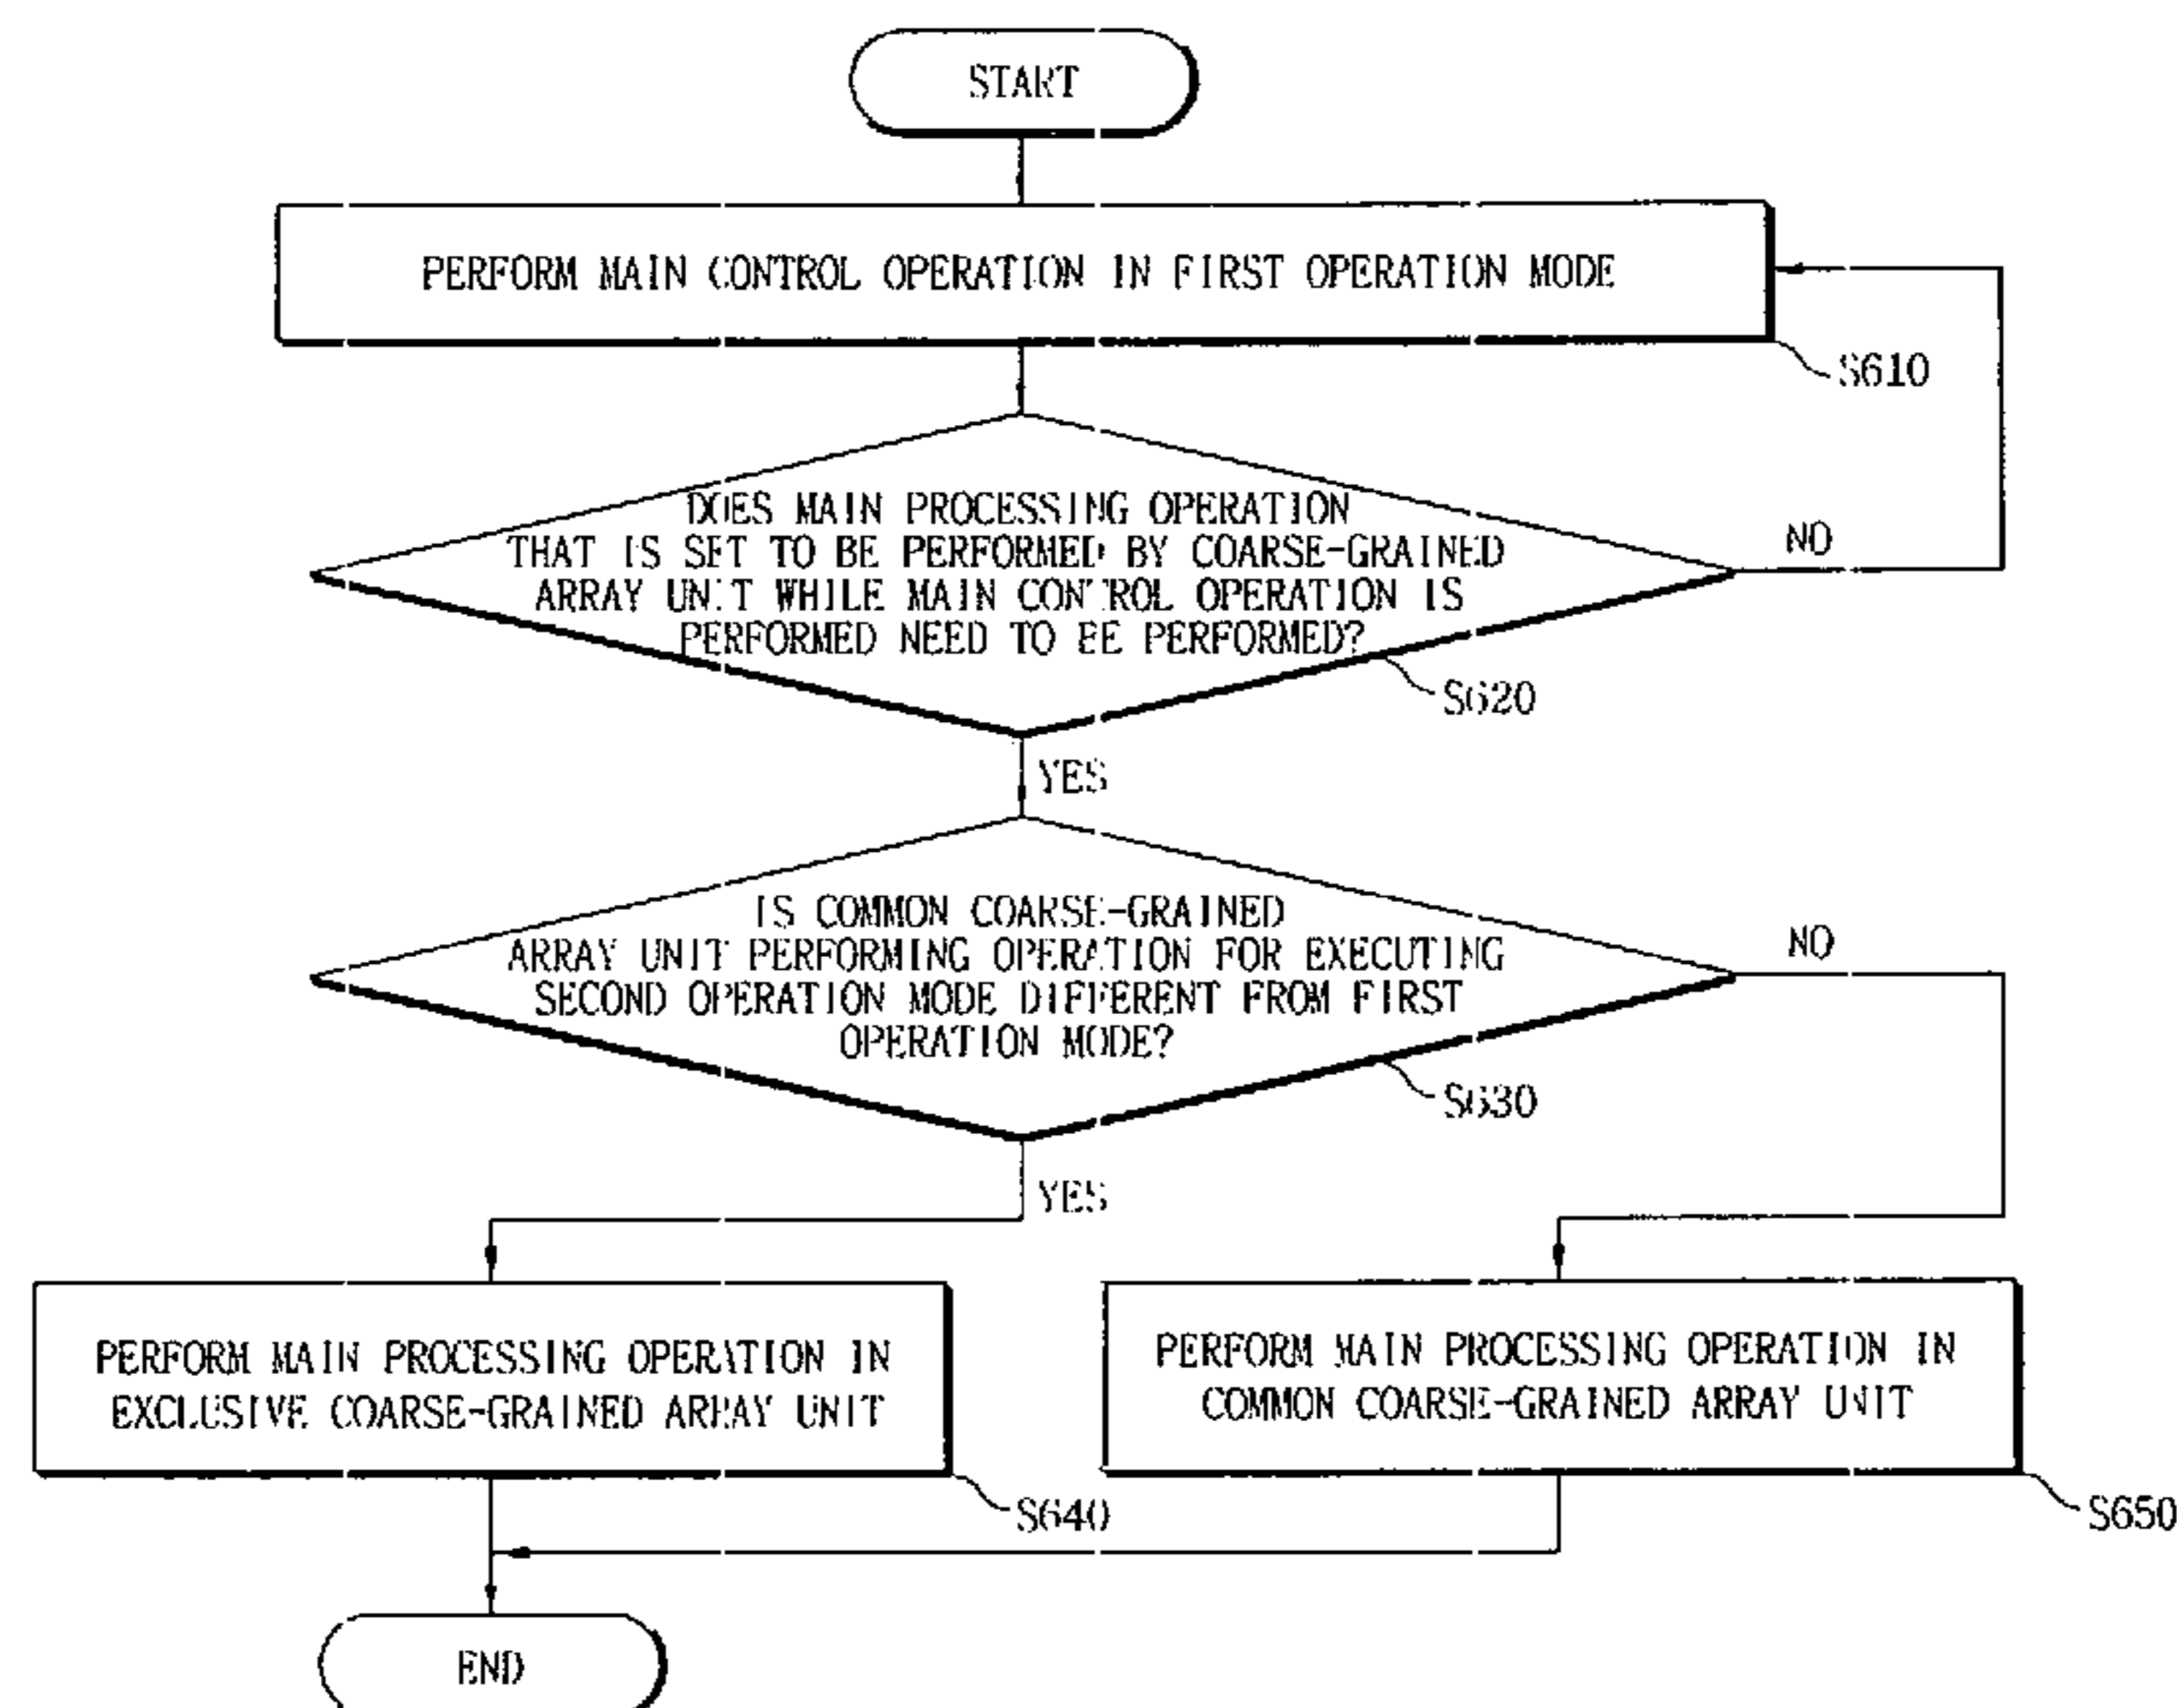 START
PERFORM MAIN CONTROL OPERATION IN FIRST OPERATION MODE
S610
DOES MAIN PROCESSING OPERATION
THAT IS SET TO BE PERFORMED BY COARSE-GRAINED
ARRAY UNIT WHILE MAIN CONTROL OPERATION IS
PERFORMED NEED TO BE PERFORMED?
NO
S620
YES
IS COMMON COARSE-GRAINED
ARRAY UNIT PERFORMING OPERATION FOR EXECUTING
SECOND OPERATION MODE DIFFERENT FROM FIRST
OPERATION MODE?
NO
S630
YES
PERFORM MAIN PROCESSING OPERATION IN
EXCLUSIVE COARSE-GRAINED ARRAY UNIT
S640
PERFORM MAIN PROCESSING OPERATION IN
COMMON COARSE-GRAINED ARRAY UNIT
S650
END